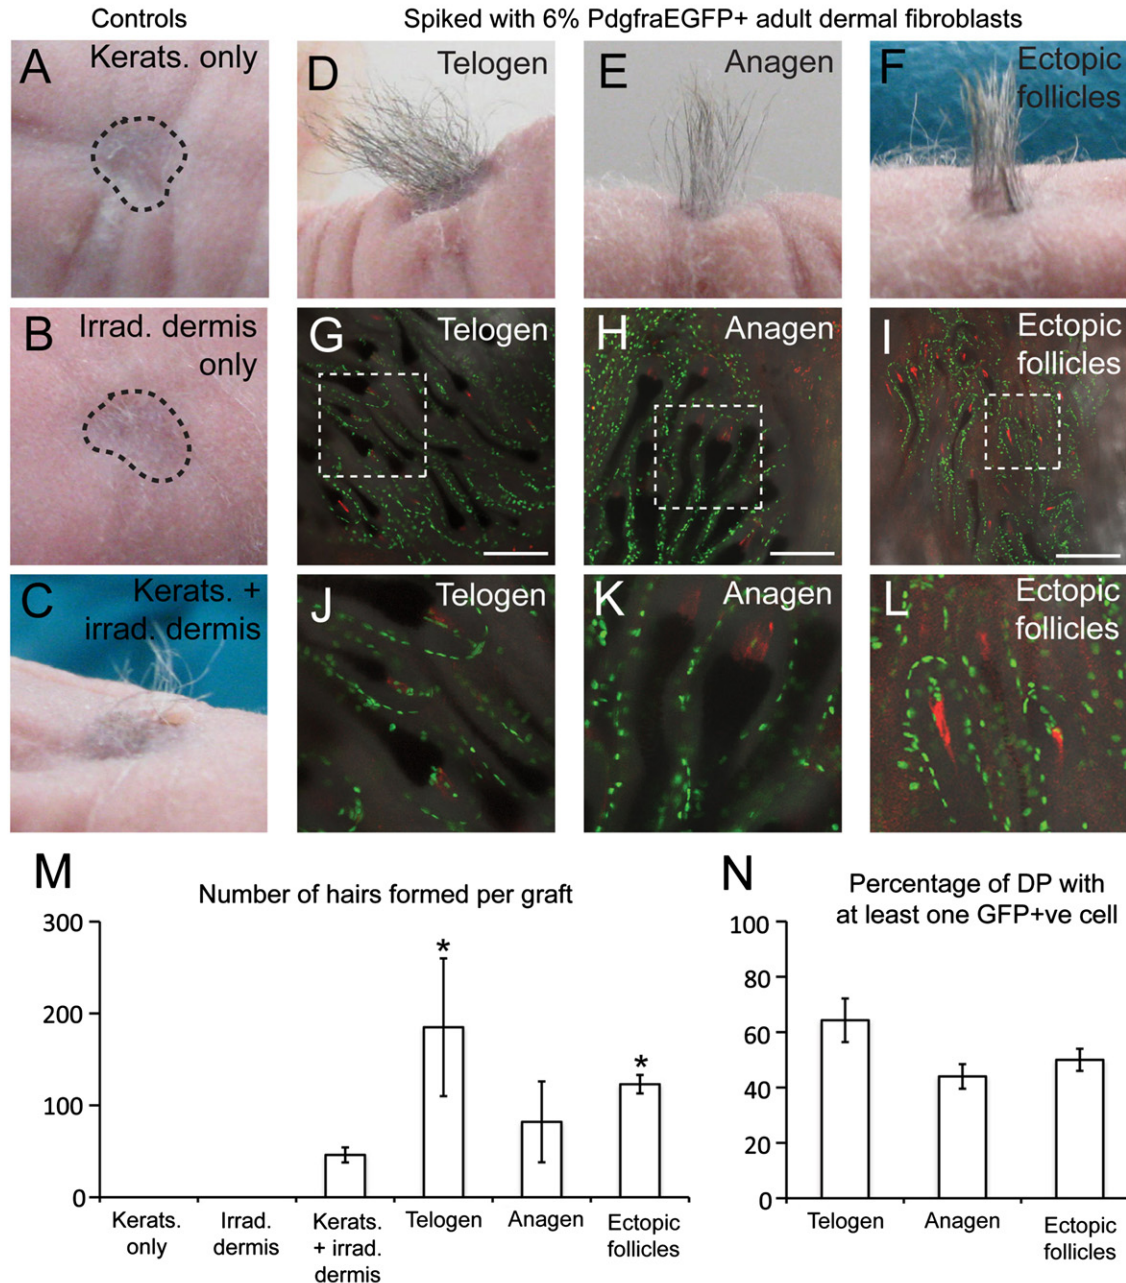 Controls
Spiked with 6% PdgfraEGFP+ adult dermal fibroblasts
A
Kerats. only
D
Telogen
E
Anagen
F
Ectopic
follicles
B
Irrad. dermis
only
G
Telogen
H
Anagen
I
Ectopic
follicles
C
Kerats. +
irrad. dermis
J
Telogen
K
Anagen
L
Ectopic
follicles
M
Number of hairs formed per graft
300
200
100
0
*
*
Kerats.
only
Irrad.
dermis
Kerats.
+ irrad.
dermis
Telogen
Anagen
Ectopic
follicles
N
Percentage of DP with
at least one GFP+ve cell
100
80
60
40
20
0
Telogen
Anagen
Ectopic
follicles